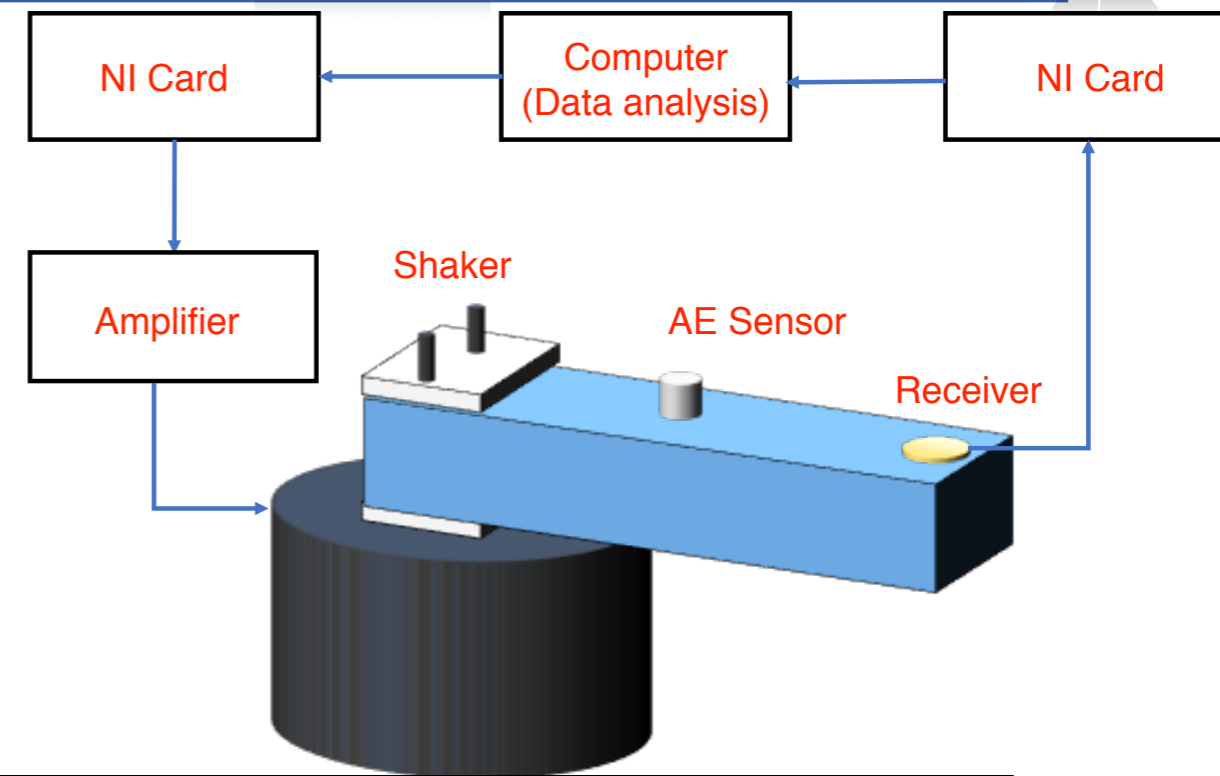 NI Card
Computer
(Data analysis)
NI Card
Shaker
Amplifier
AE Sensor
Receiver